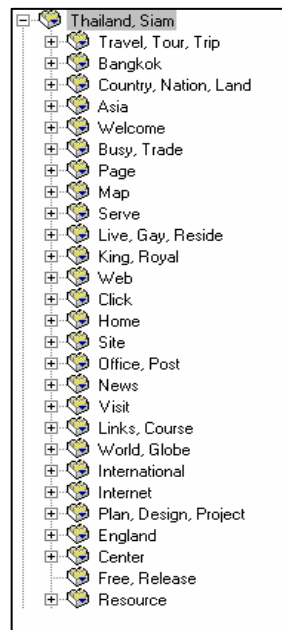 Thailand, Siam
Travel, Tour, Trip
Bangkok
Country, Nation, Land
Asia
Welcome
Busy, Trade
Page
Map
Serve
Live, Gay, Reside
King, Royal
Web
Click
Home
Site
Office, Post
News
Visit
Links, Course
World, Globe
International
Internet
Plan, Design, Project
England
Center
Free, Release
Resource